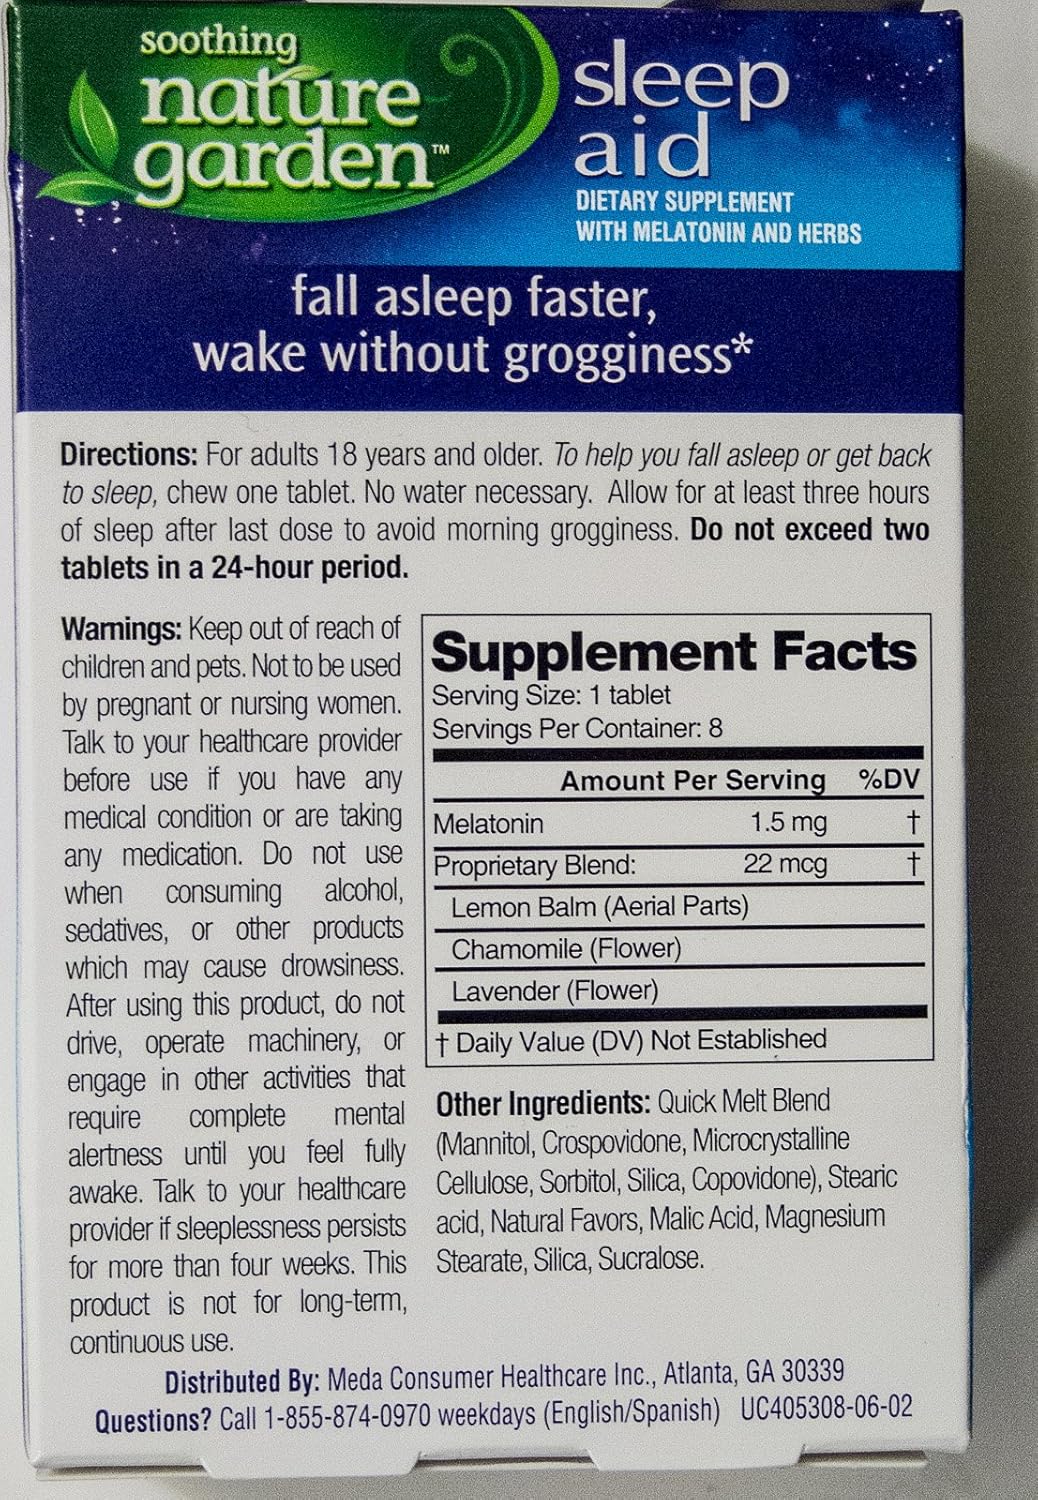 soothing
nature
garden™
sleep
aid
DIETARY SUPPLEMENT
WITH MELATONIN AND HERBS
fall asleep faster,
wake without grogginess*
Directions: For adults 18 years and older. To help you fall asleep or get back
to sleep, chew one tablet. No water necessary. Allow for at least three hours
of sleep after last dose to avoid morning grogginess. Do not exceed two
tablets in a 24-hour period.
Warnings: Keep out of reach of
children and pets. Not to be used
by pregnant or nursing women.
Talk to your healthcare provider
before use if you have any
medical condition or are taking
any medication. Do not use
when consuming alcohol,
sedatives, or other products
which may cause drowsiness.
After using this product, do not
drive, operate machinery, or
engage in other activities that
require complete mental
alertness until you feel fully
awake. Talk to your healthcare
provider if sleeplessness persists
for more than four weeks. This
product is not for long-term,
continuous use.
Supplement Facts
Serving Size: 1 tablet
Servings Per Container: 8
Amount Per Serving %DV
Melatonin 1.5 mg †
Proprietary Blend: 22 mcg †
Lemon Balm (Aerial Parts)
Chamomile (Flower)
Lavender (Flower)
† Daily Value (DV) Not Established
Other Ingredients: Quick Melt Blend
(Mannitol, Crospovidone, Microcrystalline
Cellulose, Sorbitol, Silica, Copovidone), Stearic
acid, Natural Favors, Malic Acid, Magnesium
Stearate, Silica, Sucralose.
Distributed By: Meda Consumer Healthcare Inc., Atlanta, GA 30339
Questions? Call 1-855-874-0970 weekdays (English/Spanish) UC405308-06-02